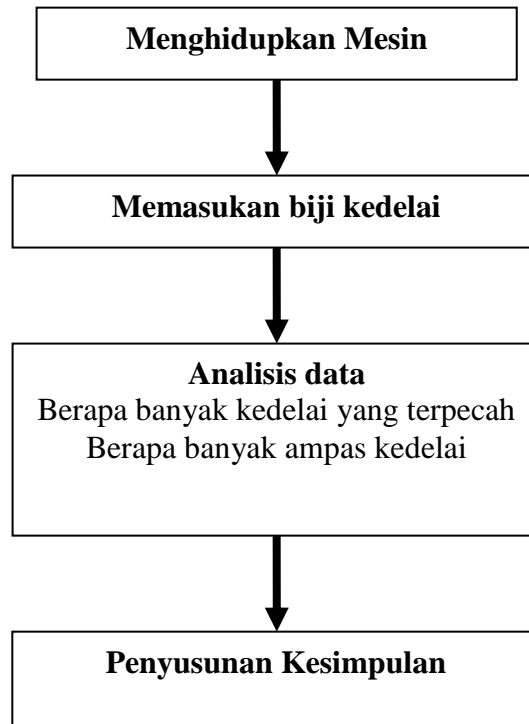 Menghidupkan Mesin
Memasukan biji kedelai
Analisis data
Berapa banyak kedelai yang terpecah
Berapa banyak ampas kedelai
Penyusunan Kesimpulan